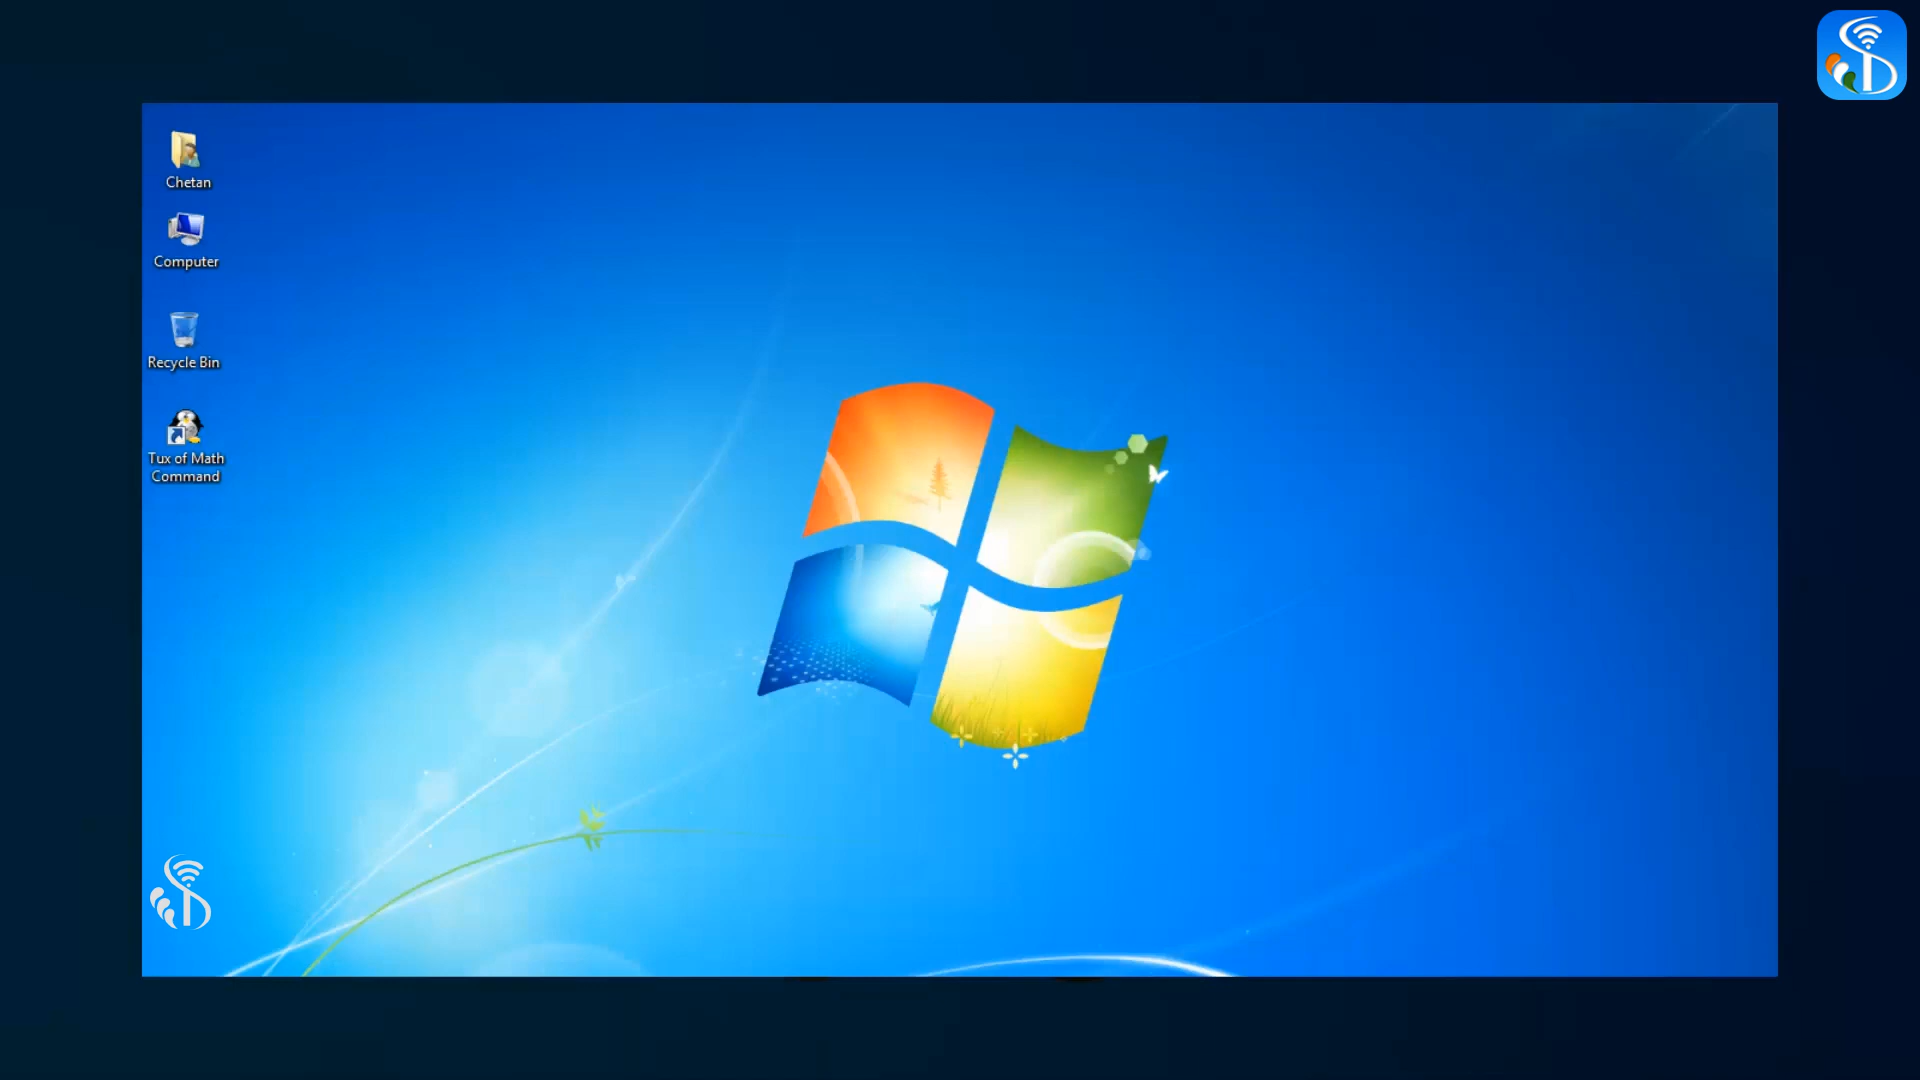 Chetan
Computer
Recycle Bin
Tux of Math
Command